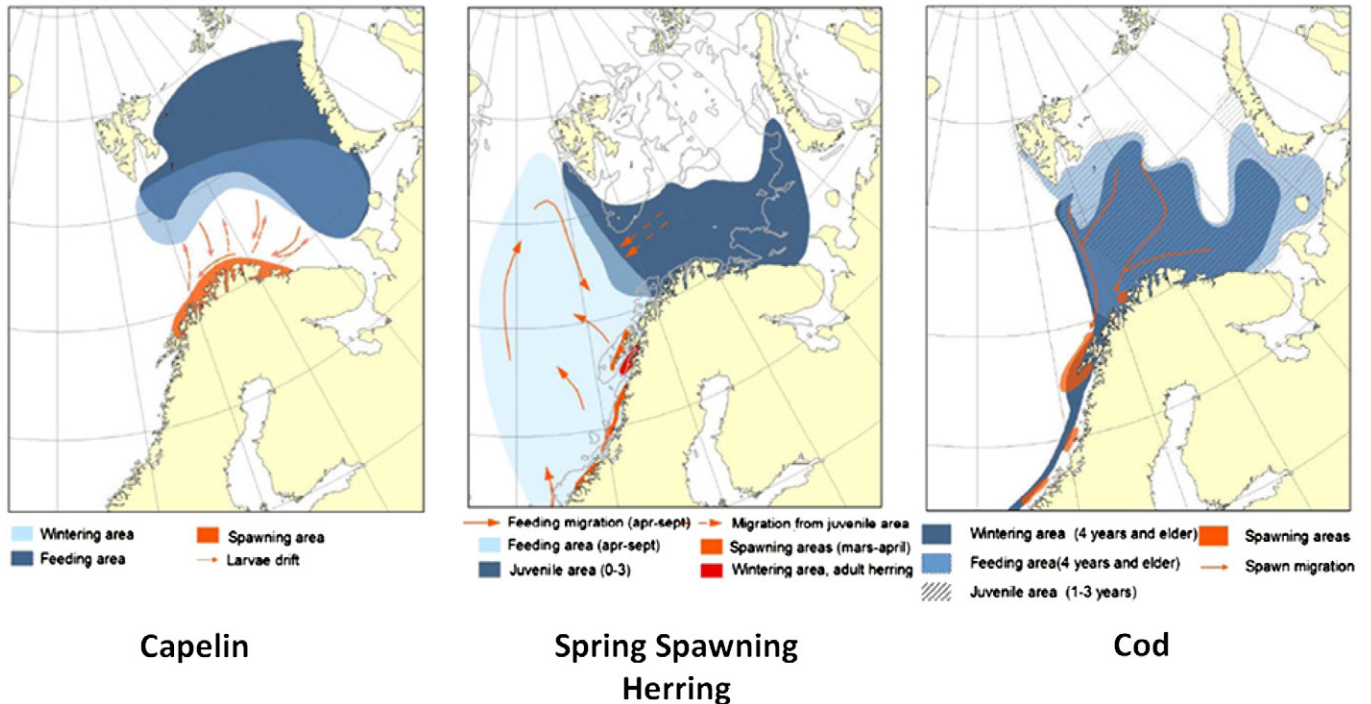 Wintering area
Spawning area
Feeding area
Larvae drift
Feeding migration (apr-sept)
Migration from juvenile area
Feeding area (apr-sept)
Spawning areas (mars-april)
Juvenile area (0-3)
Wintering area, adult herring
Wintering area (4 years and elder)
Spawning areas
Feeding area(4 years and elder)
Spawn migration
Juvenile area (1-3 years)
Capelin
Spring Spawning
Herring
Cod